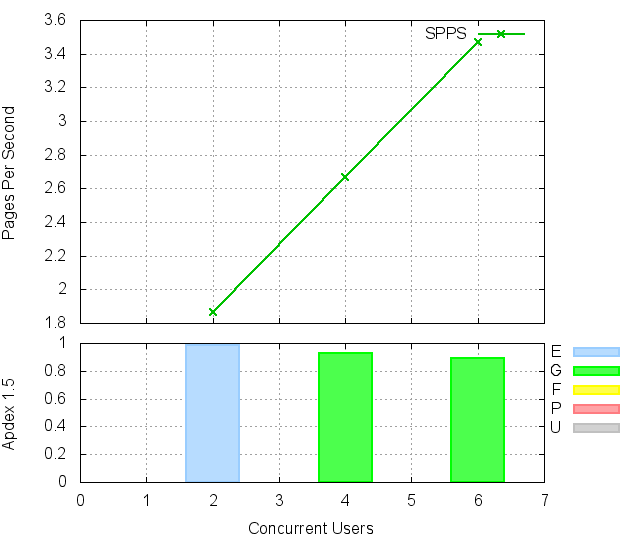 3.6
SPPS
3.4
3.2
3
2.8
2.6
2.4
2.2
2
1.8
Pages Per Second
1
0.8
0.6
0.4
0.2
0
Apdex 1.5
E
G
F
P
U
0 1 2 3 4 5 6 7
Concurrent Users